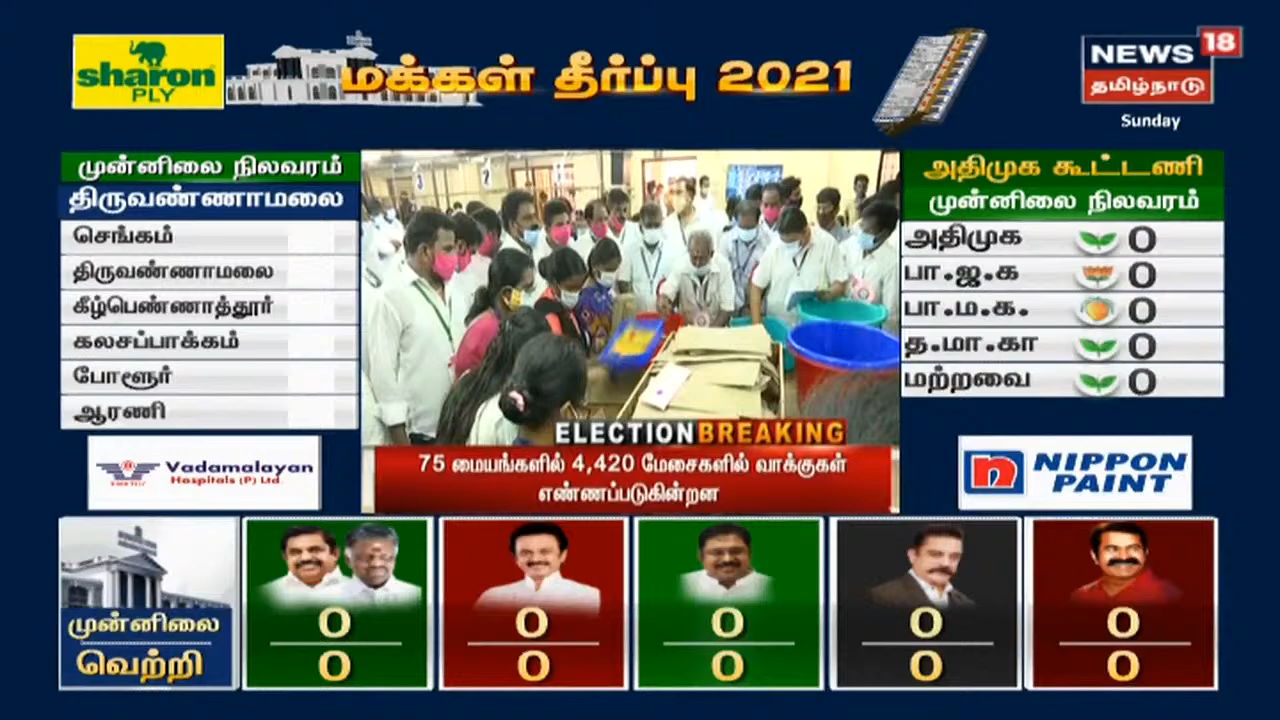 sharon
PLY
மக்கள் தீர்ப்பு 2021
NEWS 18
தமிழ்நாடு
Sunday
முன்னிலை நிலவரம்
திருவண்ணாமலை
செங்கம்
திருவண்ணாமலை
கீழ்பெண்ணாத்தூர்
கலசப்பாக்கம்
போளூர்
ஆரணி
அதிமுக கூட்டணி
முன்னிலை நிலவரம்
அதிமுக 0
பா.ஜ.க 0
பா.ம.க. 0
த.மா.கா 0
மற்றவை 0
ELECTION BREAKING
75 மையங்களில் 4,420 மேசைகளில் வாக்குகள்
எண்ணப்படுகின்றன
Vadamalayan
Hospitals (P) Ltd.
n NIPPON
PAINT
முன்னிலை 0 0 0 0 0
வெற்றி 0 0 0 0 0